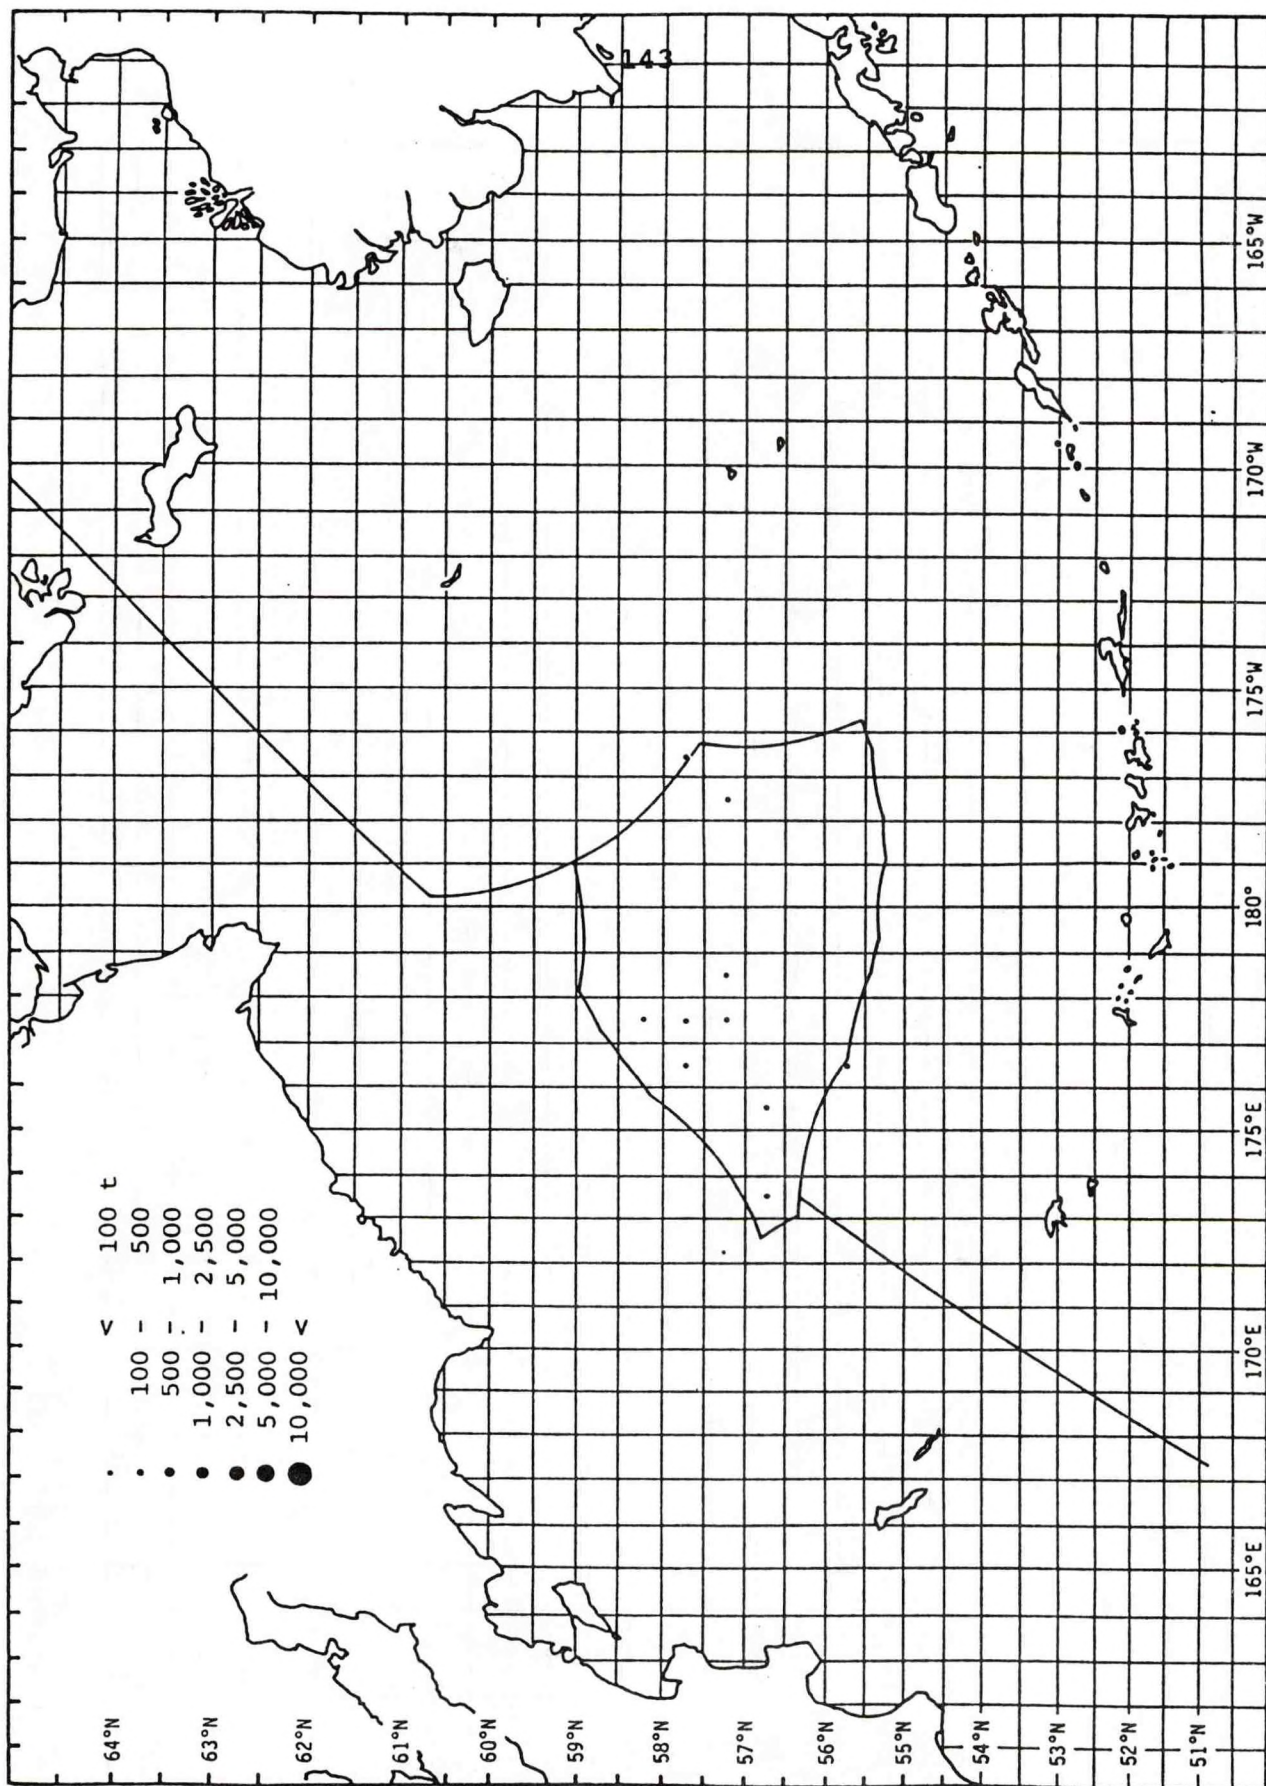 143
• < 100 t
• 100 - 500
• 500 - 1,000
• 1,000 - 2,500
• 2,500 - 5,000
• 5,000 - 10,000
• 10,000 <
64°N
63°N
62°N
61°N
60°N
59°N
58°N
57°N
56°N
55°N
54°N
53°N
52°N
51°N
165°E
170°E
175°E
180°
175°W
170°W
165°W